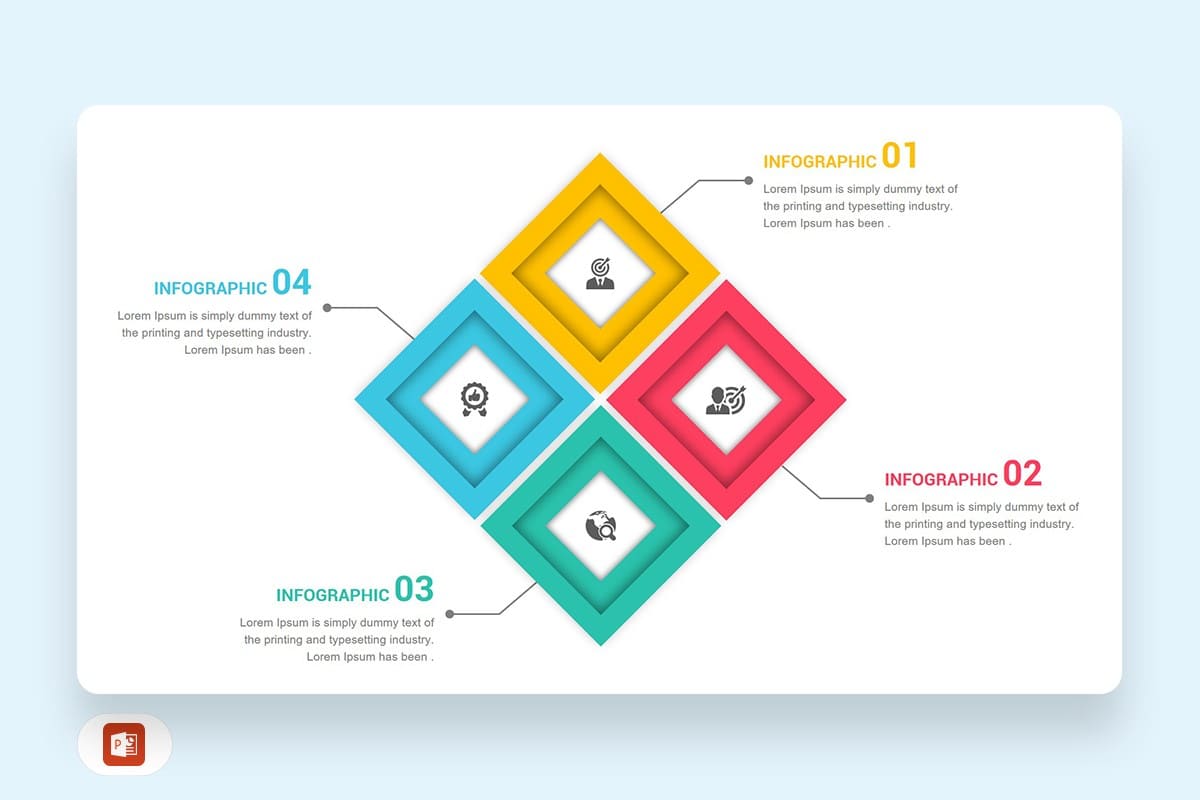 INFOGRAPHIC 01
Lorem Ipsum is simply dummy text of
the printing and typesetting industry.
Lorem Ipsum has been .
INFOGRAPHIC 02
Lorem Ipsum is simply dummy text of
the printing and typesetting industry.
Lorem Ipsum has been .
INFOGRAPHIC 03
Lorem Ipsum is simply dummy text of
the printing and typesetting industry.
Lorem Ipsum has been .
INFOGRAPHIC 04
Lorem Ipsum is simply dummy text of
the printing and typesetting industry.
Lorem Ipsum has been .
P